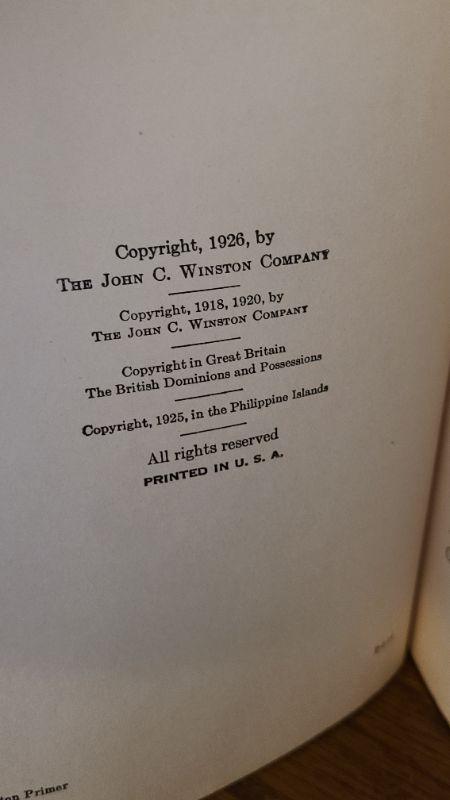 Copyright, 1926, by
THE JOHN C. WINSTON COMPANY
Copyright, 1918, 1920, by
THE JOHN C. WINSTON COMPANY
Copyright in Great Britain
The British Dominions and Possessions
Copyright, 1925, in the Philippine Islands
All rights reserved
PRINTED IN U. S. A.
Primer